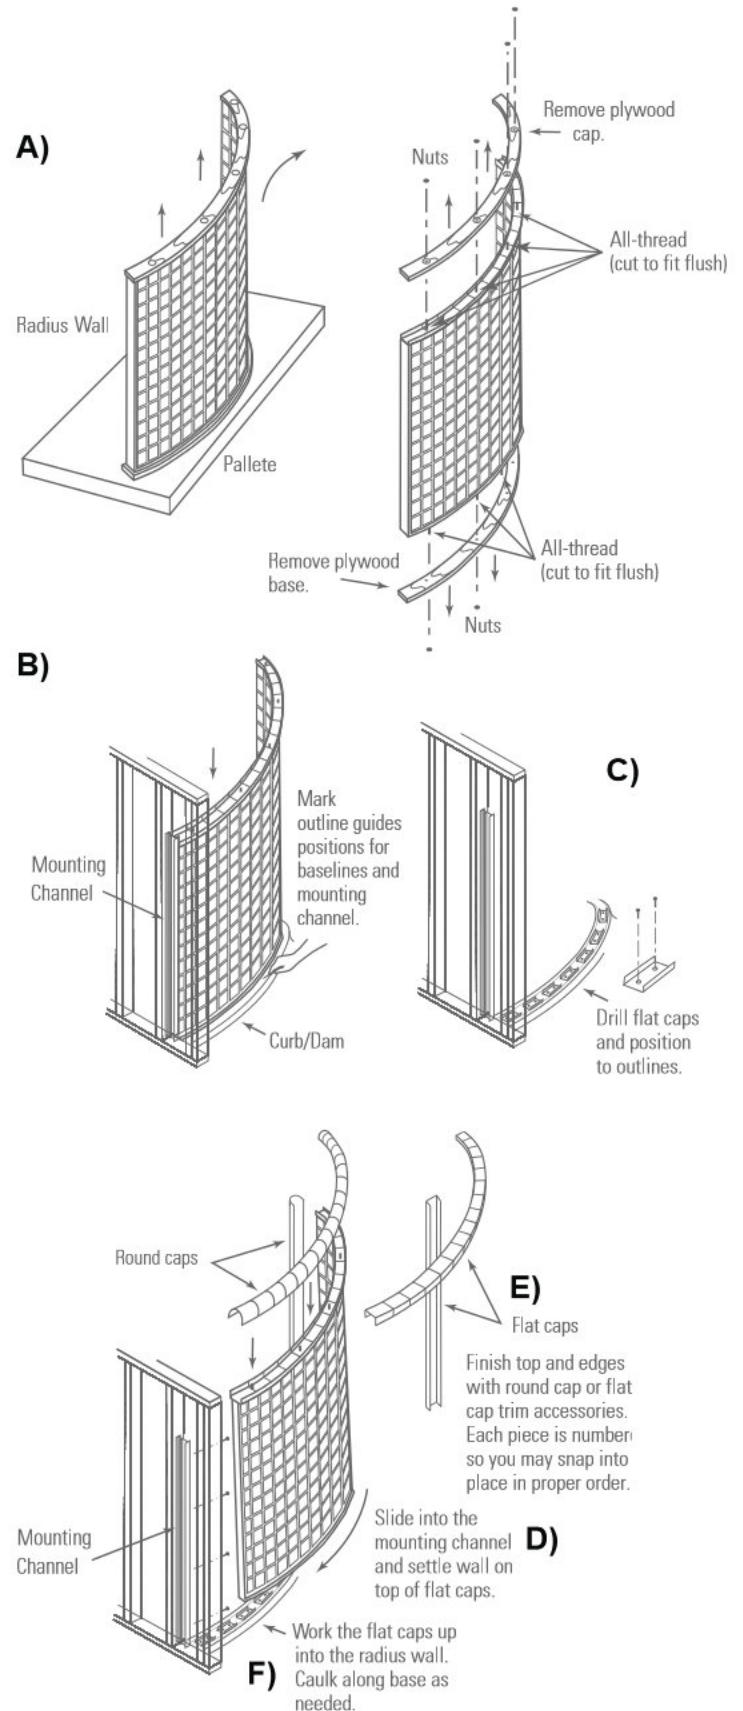 A)
Remove plywood
cap.
Nuts
All-thread
(cut to fit flush)
Radius Wall
Pallete
Remove plywood
base.
All-thread
(cut to fit flush)
Nuts
B)
Mark
outline guides
positions for
baselines and
mounting
channel.
Mounting
Channel
Curb/Dam
C)
Drill flat caps
and position
to outlines.
Round caps
E)
Flat caps
Finish top and edges
with round cap or flat
cap trim accessories.
Each piece is number
so you may snap into
place in proper order.
Slide into the
mounting channel
and settle wall on
top of flat caps.
D)
Mounting
Channel
Work the flat caps up
into the radius wall.
Caulk along base as
needed.
F)